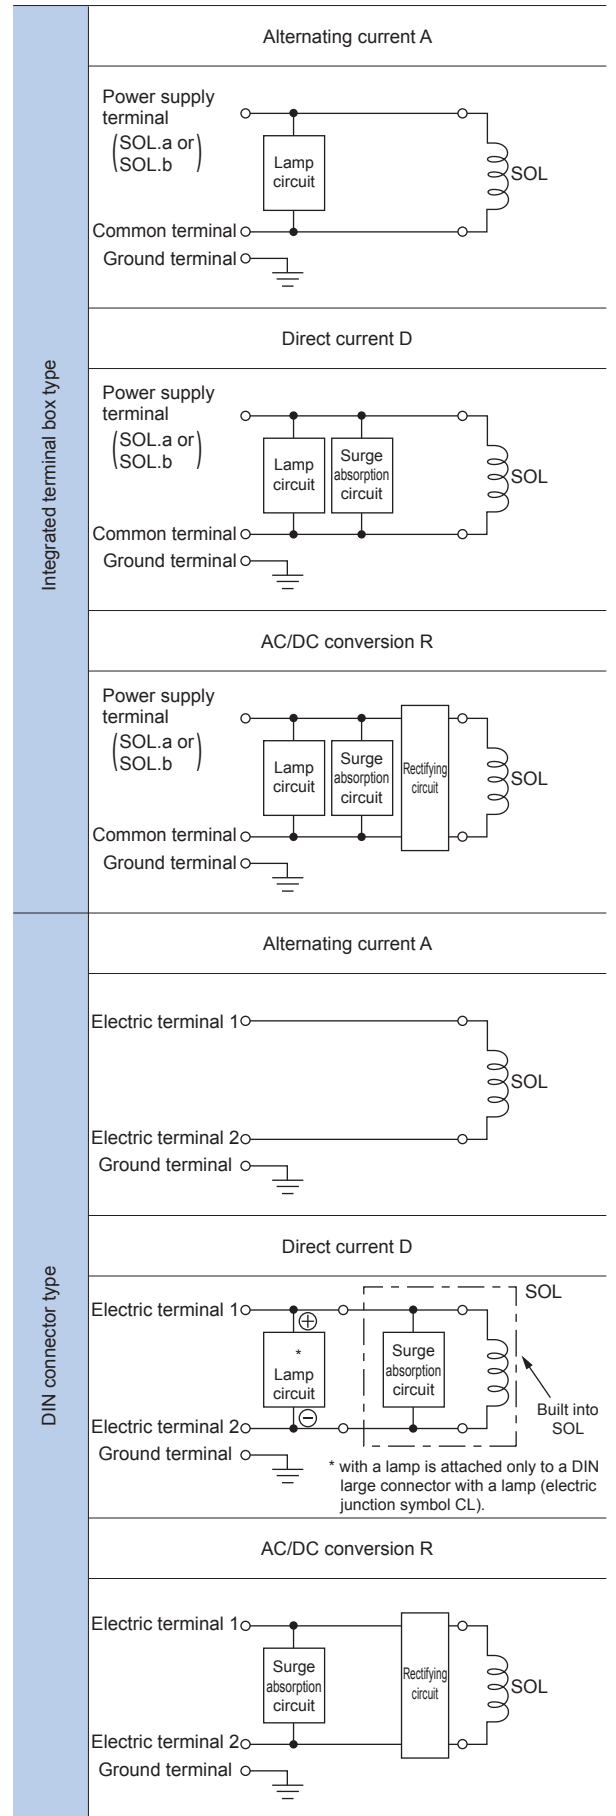 Integrated terminal box type
Alternating current A
Power supply
terminal
(SOL.a or
SOL.b)
Lamp
circuit
SOL
Common terminal
Ground terminal
Direct current D
Power supply
terminal
(SOL.a or
SOL.b)
Lamp
circuit
Surge
absorption
circuit
SOL
Common terminal
Ground terminal
AC/DC conversion R
Power supply
terminal
(SOL.a or
SOL.b)
Lamp
circuit
Surge
absorption
circuit
Rectifying
circuit
SOL
Common terminal
Ground terminal
DIN connector type
Alternating current A
Electric terminal 1
SOL
Electric terminal 2
Ground terminal
Direct current D
SOL
Electric terminal 1
+
*
Lamp
circuit
−
Surge
absorption
circuit
Built into
SOL
Electric terminal 2
Ground terminal
* with a lamp is attached only to a DIN
large connector with a lamp (electric
junction symbol CL).
AC/DC conversion R
Electric terminal 1
Surge
absorption
circuit
Rectifying
circuit
SOL
Electric terminal 2
Ground terminal